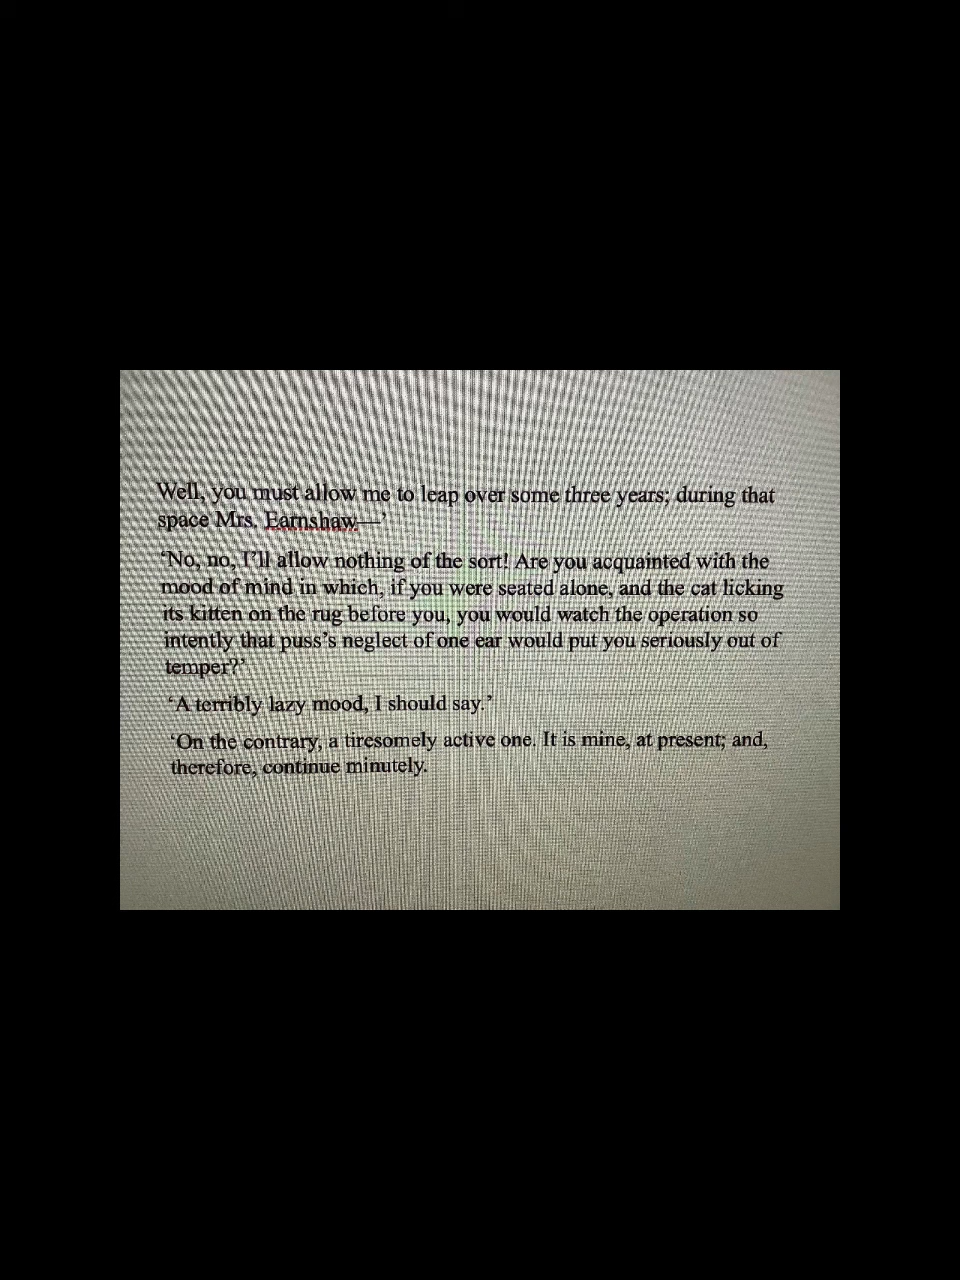 Well, you must allow me to leap over some three years; during that
space Mrs. Earnshaw—’
‘No, no, I’ll allow nothing of the sort! Are you acquainted with the
mood of mind in which, if you were seated alone, and the cat licking
its kitten on the rug before you, you would watch the operation so
intently that puss’s neglect of one ear would put you seriously out of
temper?’
‘A terribly lazy mood, I should say.’
‘On the contrary, a tiresomely active one. It is mine, at present; and,
therefore, continue minutely.